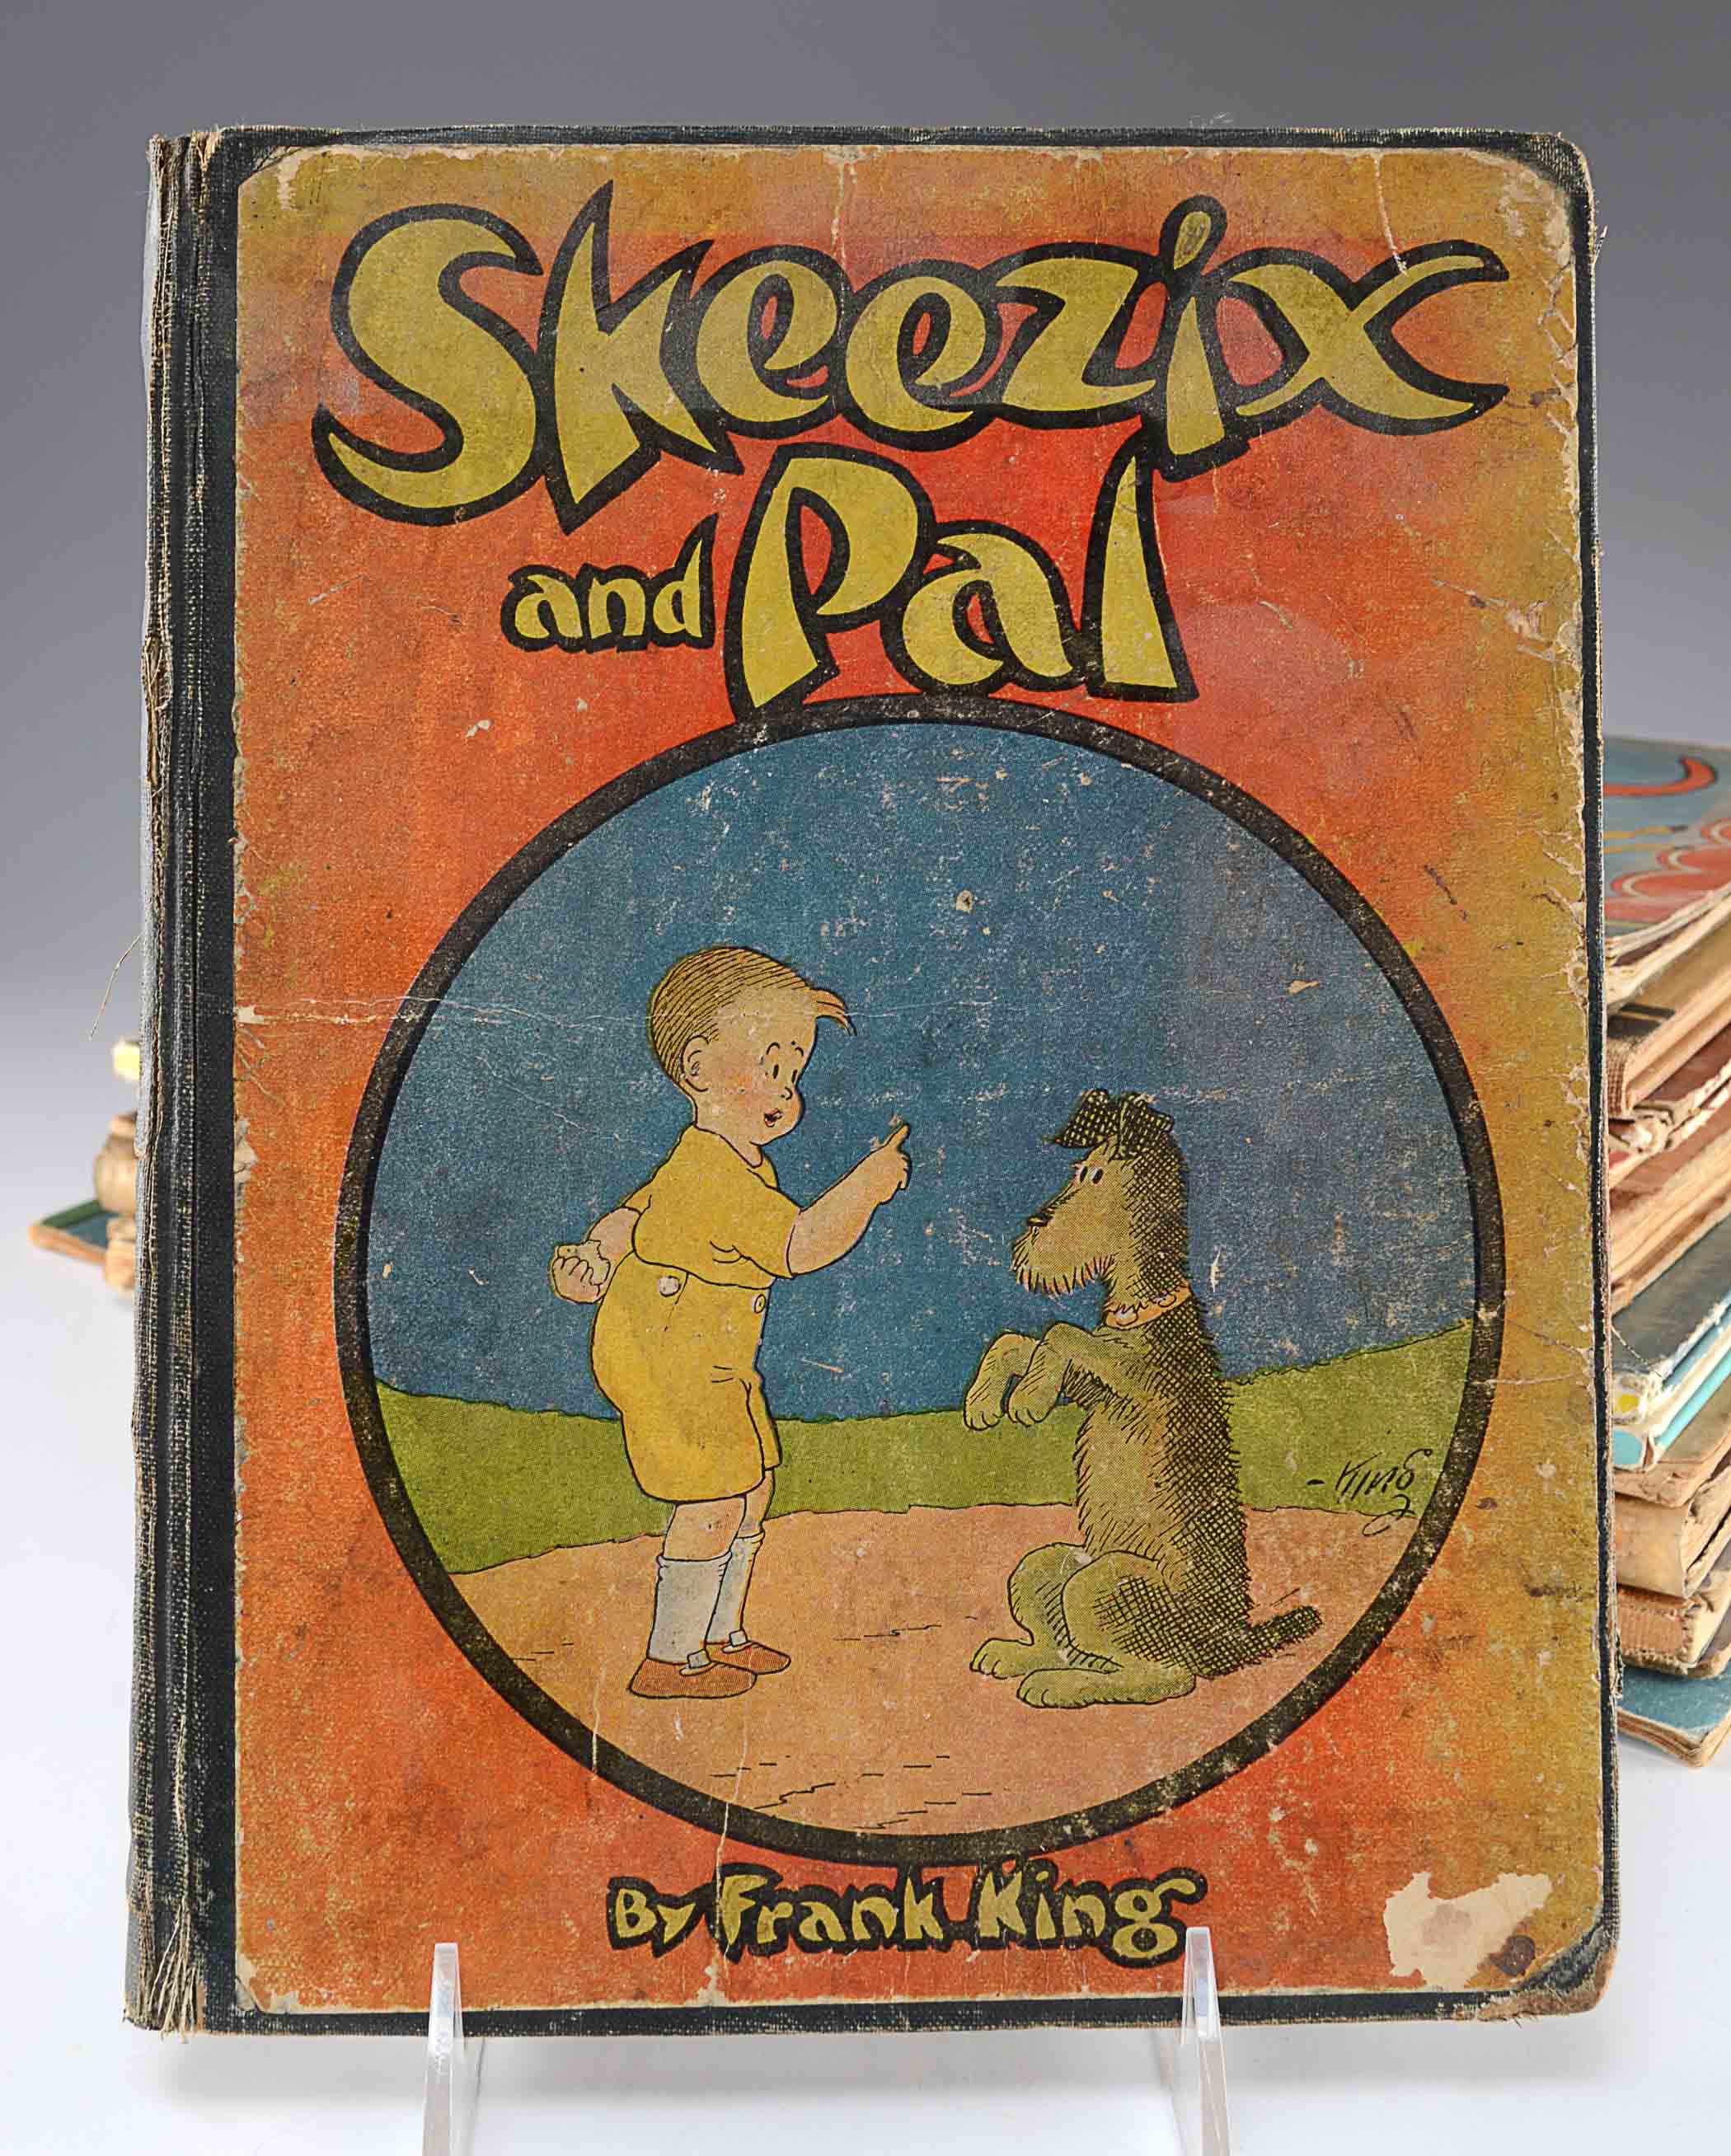 Skeezix
and Pal
-King
By Frank King